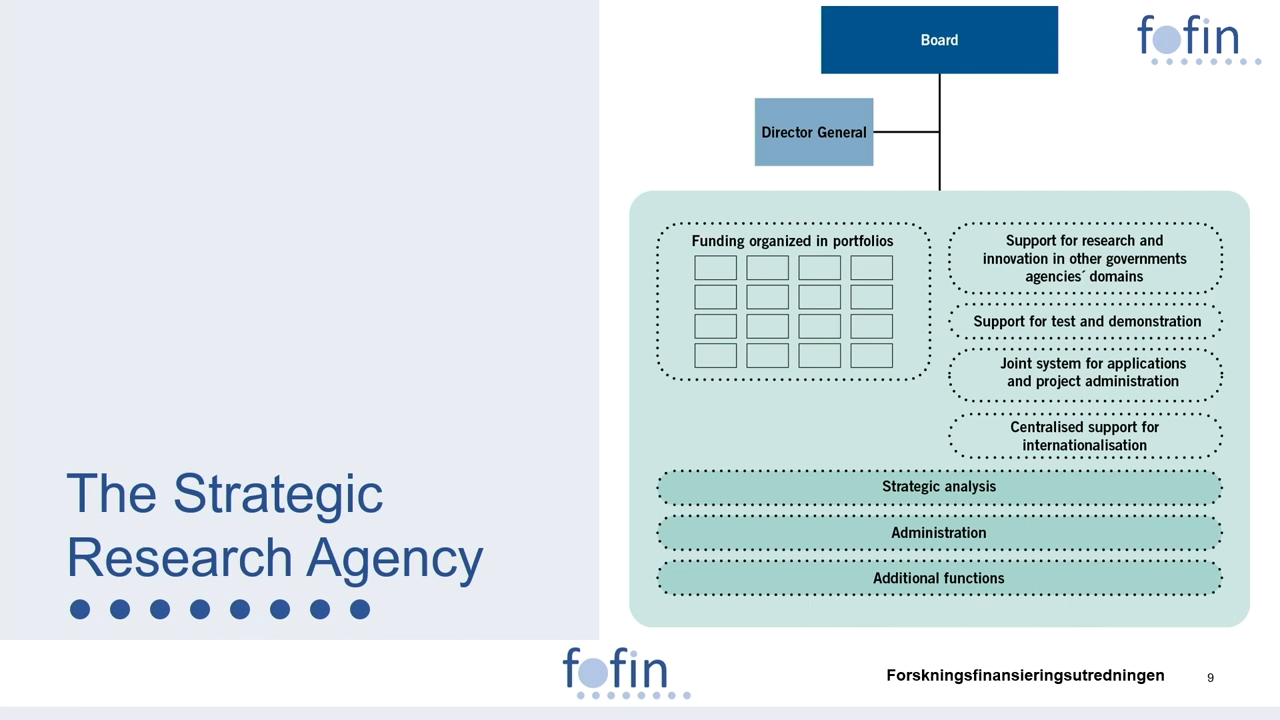 Board
fofin
Director General
Funding organized in portfolios
Support for research and
innovation in other governments
agencies´ domains
Support for test and demonstration
Joint system for applications
and project administration
Centralised support for
internationalisation
Strategic analysis
Administration
Additional functions
The Strategic
Research Agency
fofin
Forskningsfinansieringsutredningen
9